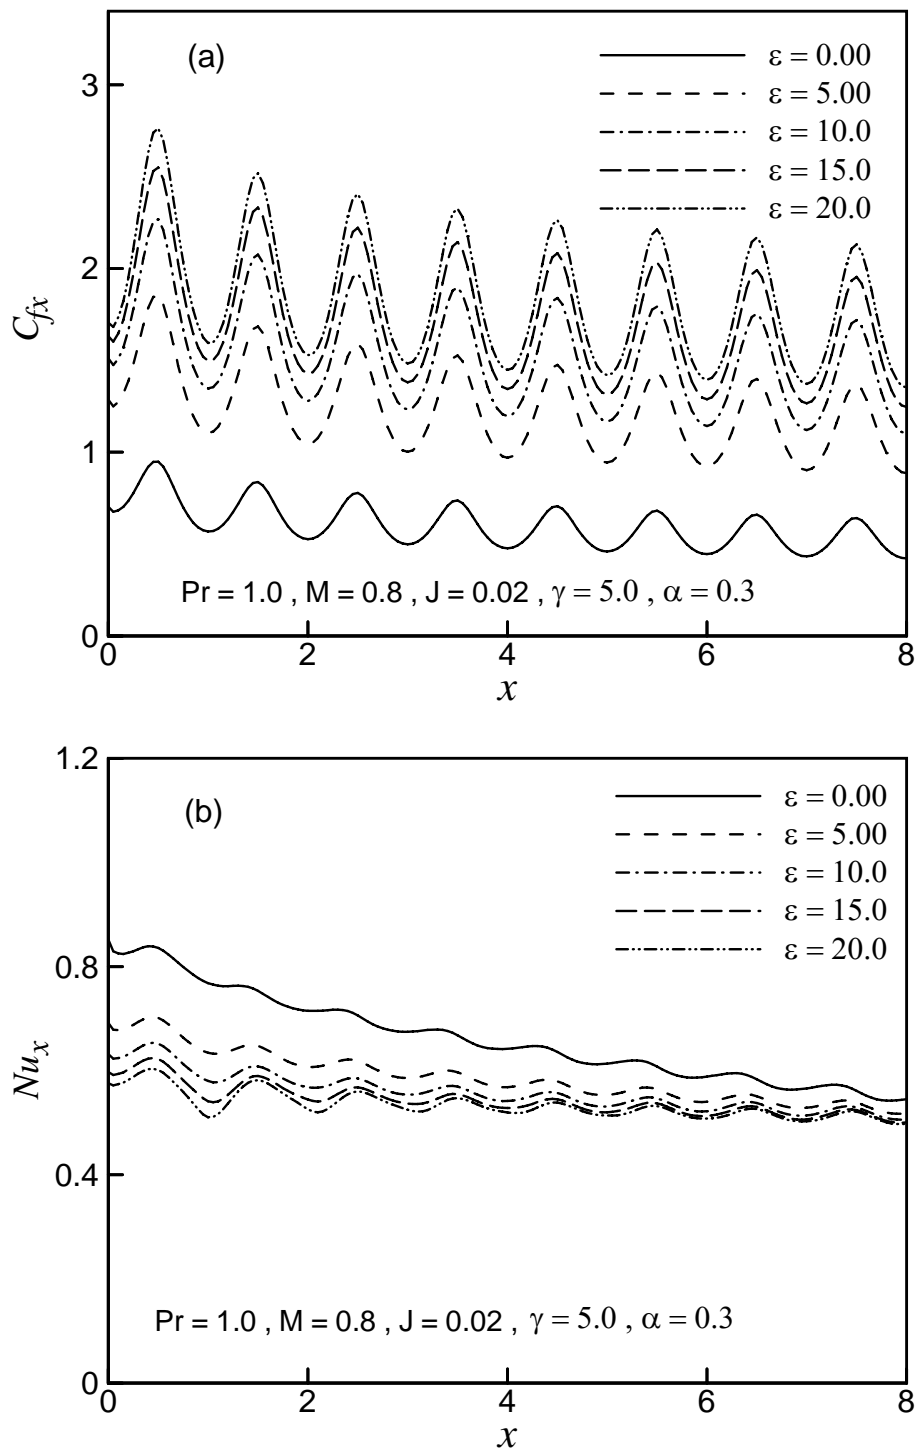 (a)
ε = 0.00
ε = 5.00
ε = 10.0
ε = 15.0
ε = 20.0
3
2
1
0
C_fx
Pr = 1.0 , M = 0.8 , J = 0.02 , γ = 5.0 , α = 0.3
0 2 4 6 8
x
(b)
ε = 0.00
ε = 5.00
ε = 10.0
ε = 15.0
ε = 20.0
1.2
0.8
0.4
0
Nu_x
Pr = 1.0 , M = 0.8 , J = 0.02 , γ = 5.0 , α = 0.3
0 2 4 6 8
x